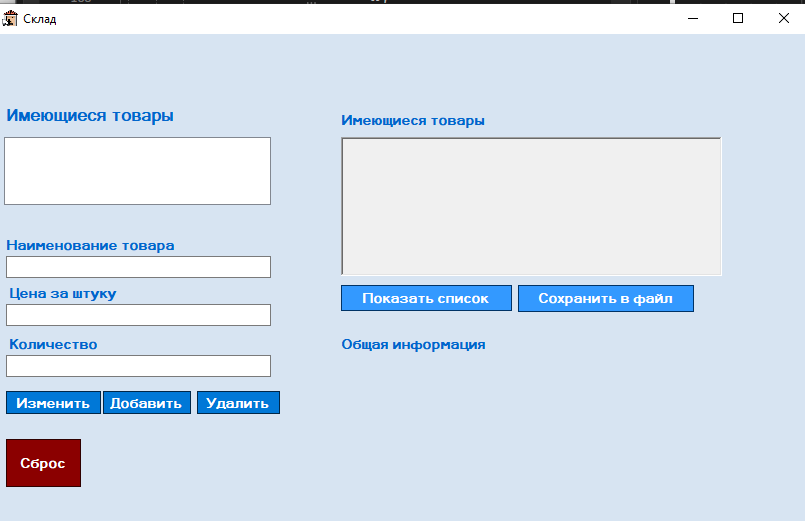 Склад
Имеющиеся товары
Наименование товара
Цена за штуку
Количество
Изменить Добавить Удалить
Сброс
Имеющиеся товары
Показать список Сохранить в файл
Общая информация